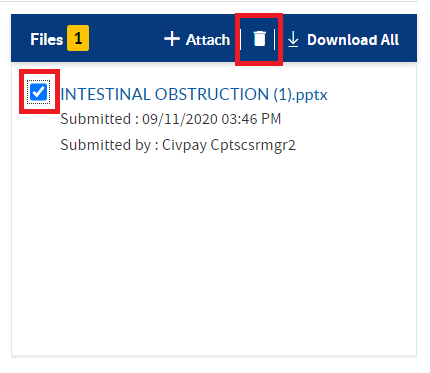 Files 1 Attach Download All
INTESTINAL OBSTRUCTION (1).pptx
Submitted : 09/11/2020 03:46 PM
Submitted by : Civpay Cptscsrmgr2